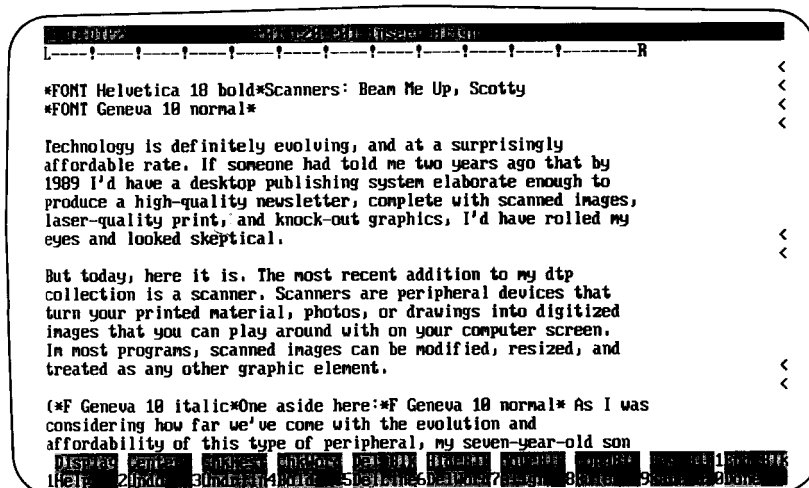 L----!----!----!----!----!----!----!----!----!----!----!--------R
<
*FONT Helvetica 18 bold*Scanners: Beam Me Up, Scotty <
*FONT Geneva 10 normal* <
<
Technology is definitely evolving, and at a surprisingly
affordable rate. If someone had told me two years ago that by
1989 I'd have a desktop publishing system elaborate enough to
produce a high-quality newsletter, complete with scanned images,
laser-quality print, and knock-out graphics, I'd have rolled my
eyes and looked skeptical. <
<
But today, here it is. The most recent addition to my dtp
collection is a scanner. Scanners are peripheral devices that
turn your printed material, photos, or drawings into digitized
images that you can play around with on your computer screen.
In most programs, scanned images can be modified, resized, and
treated as any other graphic element. <
<
(*F Geneva 10 italic*One aside here:*F Geneva 10 normal* As I was
considering how far we've come with the evolution and
affordability of this type of peripheral, my seven-year-old son